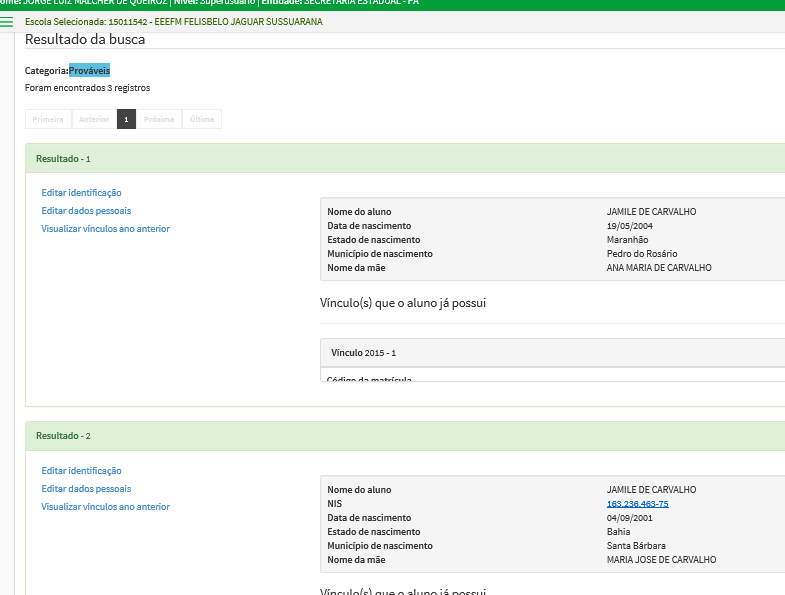 ome: JORGE LUIZ MALCHER DE QUEIROZ | Nível: Superusuário | Entidade: SECRETARIA ESTADUAL - PA
Escola Selecionada: 15011542 - EEEFM FELISBELO JAGUAR SUSSUARANA
Resultado da busca
Categoria:Prováveis
Foram encontrados 3 registros
Primeira Anterior 1 Próxima Última
Resultado - 1
Editar identificação
Editar dados pessoais
Visualizar vínculos ano anterior
Nome do aluno JAMILE DE CARVALHO
Data de nascimento 19/05/2004
Estado de nascimento Maranhão
Município de nascimento Pedro do Rosário
Nome da mãe ANA MARIA DE CARVALHO
Vínculo(s) que o aluno já possui
Vínculo 2015 - 1
Código da matrícula
Resultado - 2
Editar identificação
Editar dados pessoais
Visualizar vínculos ano anterior
Nome do aluno JAMILE DE CARVALHO
NIS 163.236.463-75
Data de nascimento 04/09/2001
Estado de nascimento Bahia
Município de nascimento Santa Bárbara
Nome da mãe MARIA JOSE DE CARVALHO
Vínculo(s) que o aluno já possui